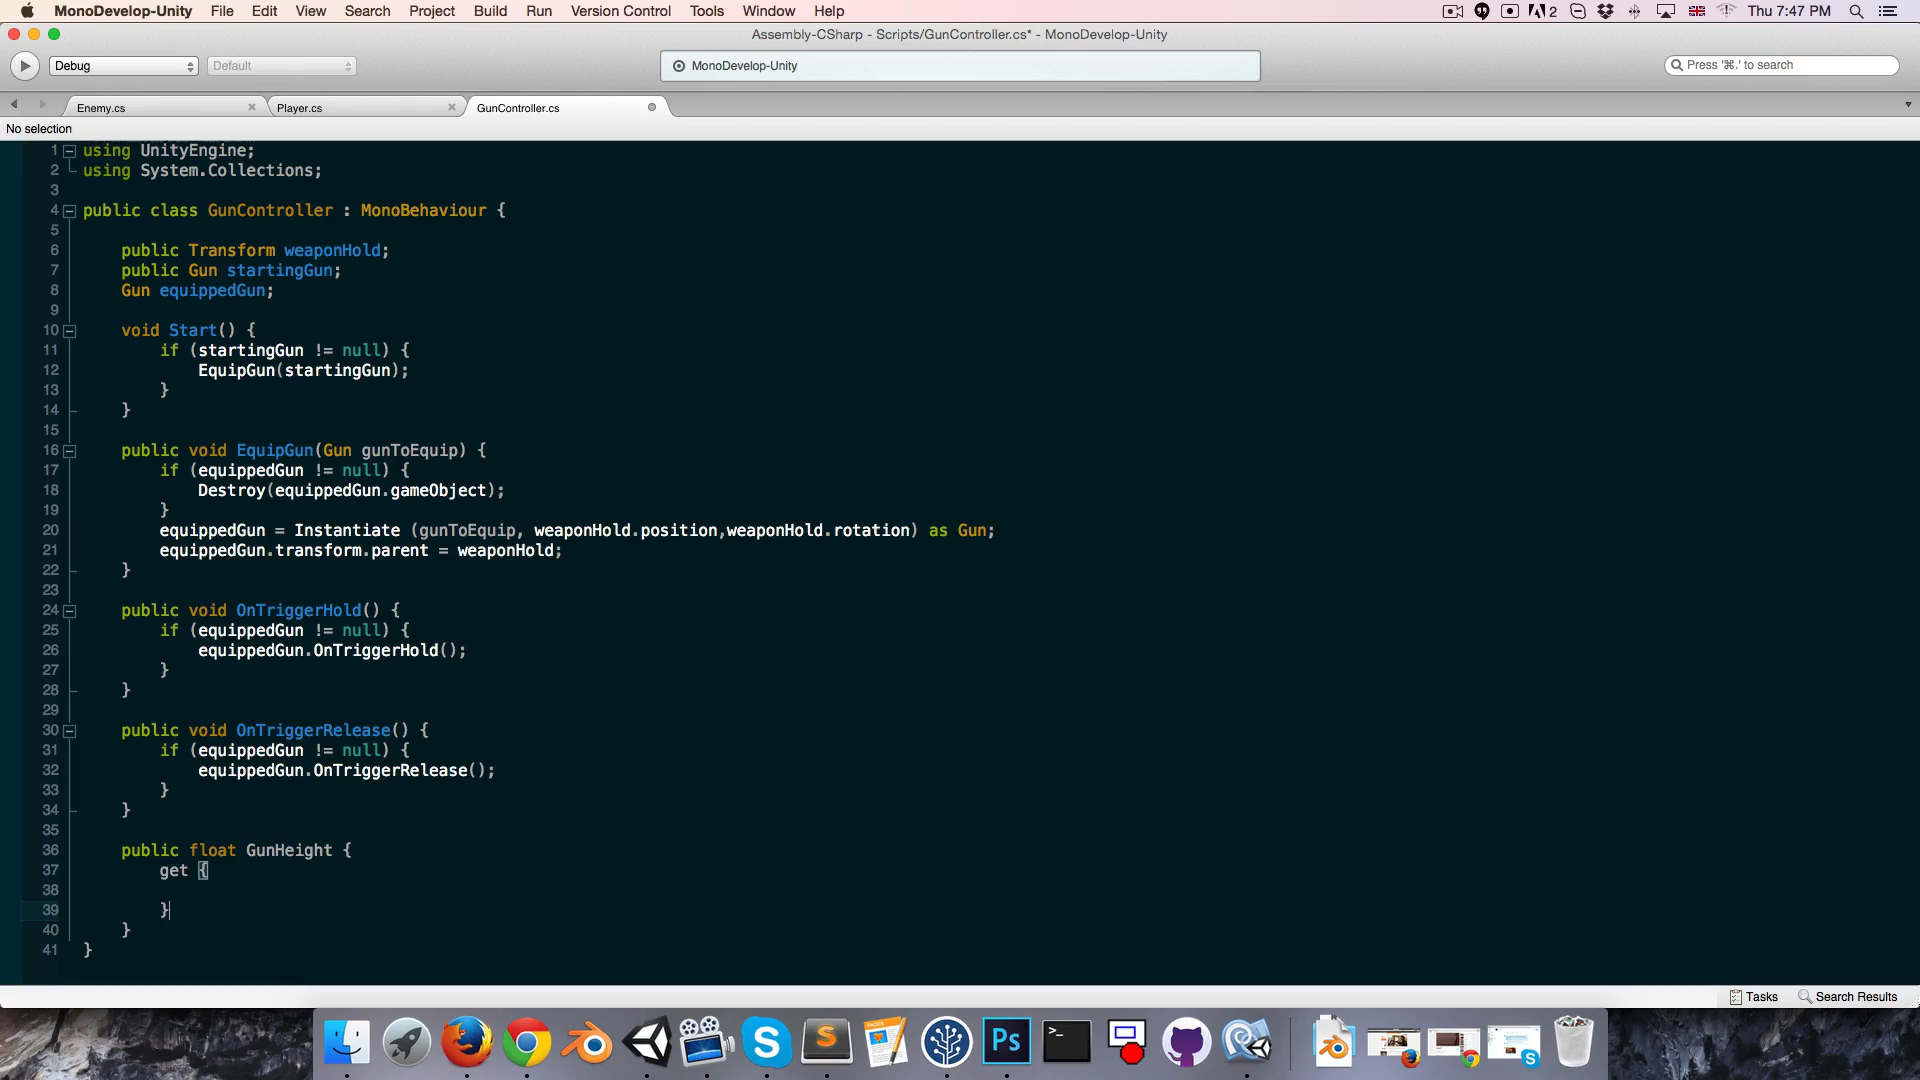 MonoDevelop-Unity File Edit View Search Project Build Run Version Control Tools Window Help 2 Thu 7:47 PM
Assembly-CSharp - Scripts/GunController.cs* - MonoDevelop-Unity
Debug Default MonoDevelop-Unity Press '⌘.' to search
Enemy.cs Player.cs GunController.cs
No selection
1 using UnityEngine;
2 using System.Collections;
3
4 public class GunController : MonoBehaviour {
5
6 public Transform weaponHold;
7 public Gun startingGun;
8 Gun equippedGun;
9
10 void Start() {
11 if (startingGun != null) {
12 EquipGun(startingGun);
13 }
14 }
15
16 public void EquipGun(Gun gunToEquip) {
17 if (equippedGun != null) {
18 Destroy(equippedGun.gameObject);
19 }
20 equippedGun = Instantiate (gunToEquip, weaponHold.position,weaponHold.rotation) as Gun;
21 equippedGun.transform.parent = weaponHold;
22 }
23
24 public void OnTriggerHold() {
25 if (equippedGun != null) {
26 equippedGun.OnTriggerHold();
27 }
28 }
29
30 public void OnTriggerRelease() {
31 if (equippedGun != null) {
32 equippedGun.OnTriggerRelease();
33 }
34 }
35
36 public float GunHeight {
37 get {
38
39 }
40 }
41 }
Tasks Search Results
Ps